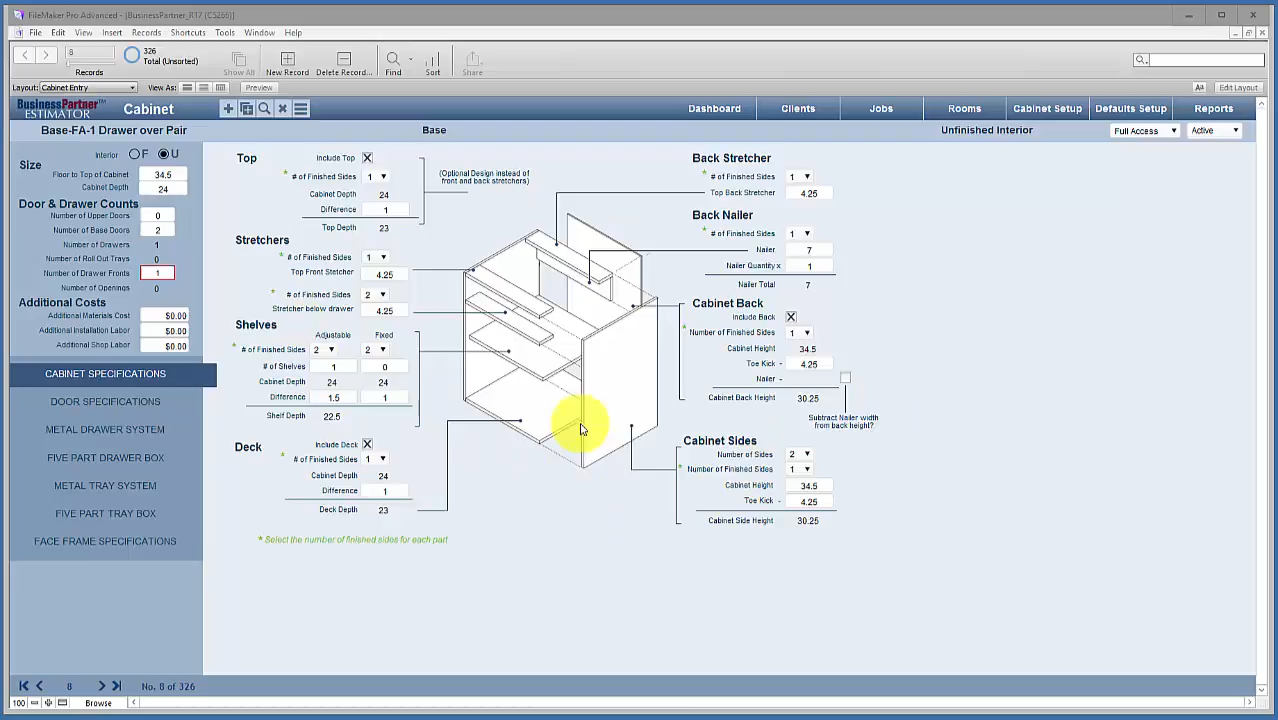 FileMaker Pro Advanced - [BusinessPartner_R17 (CS266)]
File Edit View Insert Records Shortcuts Tools Window Help
8
326
Total (Unsorted)
Records
Show All
New Record
Delete Record...
Find
Sort
Share
Layout: Cabinet Entry
View As:
Preview
Aa
Edit Layout
BusinessPartner™
ESTIMATOR
Cabinet
Dashboard
Clients
Jobs
Rooms
Cabinet Setup
Defaults Setup
Reports
Base-FA-1 Drawer over Pair
Base
Unfinished Interior
Full Access
Active
Interior F U
Size
Floor to Top of Cabinet 34.5
Cabinet Depth 24
Door & Drawer Counts
Number of Upper Doors 0
Number of Base Doors 2
Number of Drawers 1
Number of Roll Out Trays 0
Number of Drawer Fronts 1
Number of Openings 0
Additional Costs
Additional Materials Cost $0.00
Additional Installation Labor $0.00
Additional Shop Labor $0.00
CABINET SPECIFICATIONS
DOOR SPECIFICATIONS
METAL DRAWER SYSTEM
FIVE PART DRAWER BOX
METAL TRAY SYSTEM
FIVE PART TRAY BOX
FACE FRAME SPECIFICATIONS
Top
Include Top X
* # of Finished Sides 1
Cabinet Depth 24
Difference 1
Top Depth 23
(Optional Design instead of
front and back stretchers)
Stretchers
* # of Finished Sides 1
Top Front Stretcher 4.25
* # of Finished Sides 2
Stretcher below drawer 4.25
Shelves
Adjustable Fixed
* # of Finished Sides 2 2
# of Shelves 1 0
Cabinet Depth 24 24
Difference 1.5 1
Shelf Depth 22.5
Deck
Include Deck X
* # of Finished Sides 1
Cabinet Depth 24
Difference 1
Deck Depth 23
* Select the number of finished sides for each part
Back Stretcher
* # of Finished Sides 1
Top Back Stretcher 4.25
Back Nailer
* # of Finished Sides 1
Nailer 7
Nailer Quantity x 1
Nailer Total 7
Cabinet Back
Include Back X
* Number of Finished Sides 1
Cabinet Height 34.5
Toe Kick - 4.25
Nailer -
Cabinet Back Height 30.25
Subtract Nailer width
from back height?
Cabinet Sides
Number of Sides 2
* Number of Finished Sides 1
Cabinet Height 34.5
Toe Kick - 4.25
Cabinet Side Height 30.25
8 No. 8 of 326
100 Browse